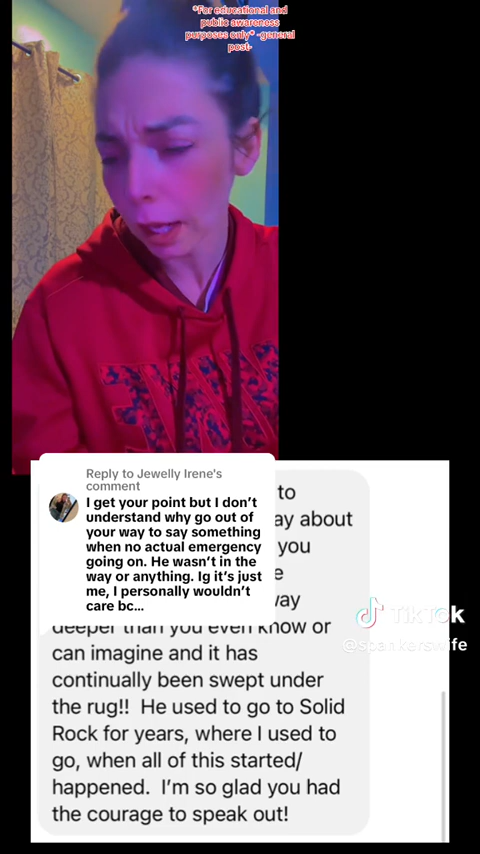 *For educational and
public awareness
purposes only* -general
post-
Reply to Jewelly Irene's
comment
I get your point but I don't
understand why go out of
your way to say something
when no actual emergency
going on. He wasn't in the
way or anything. Ig it's just
me, I personally wouldn't
care bc...
to
ay about
you
e
way
deeper than you even know or
can imagine and it has
continually been swept under
the rug!! He used to go to Solid
Rock for years, where I used to
go, when all of this started/
happened. I'm so glad you had
the courage to speak out!
TikTok
@spankerswife